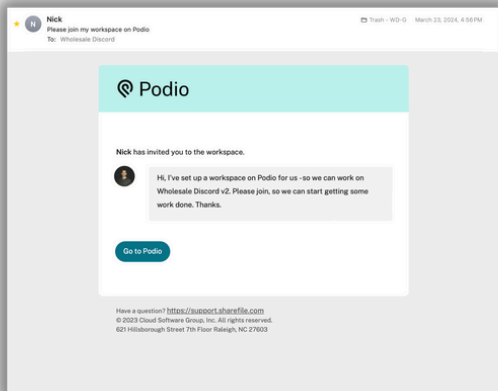 Nick
Trash - WD-G
March 23, 2024, 4:56 PM
N
Please join my workspace on Podio
To: Wholesale Discord
Podio
Nick has invited you to the workspace.
Hi, I've set up a workspace on Podio for us -so we can work on
Wholesale Discord v2. Please join, so we can start getting some
work done. Thanks.
Go to Podio
Have a question? https://support.sharefile.com
© 2023 Cloud Software Group, Inc. All rights reserved.
621 Hillsborough Street 7th Floor Raleigh, NC 27603